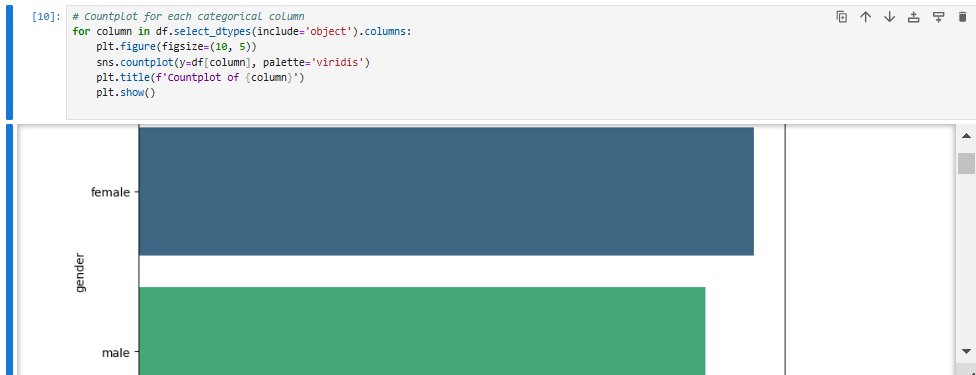 [10]: # Countplot for each categorical column
for column in df.select_dtypes(include='object').columns:
    plt.figure(figsize=(10, 5))
    sns.countplot(y=df[column], palette='viridis')
    plt.title(f'Countplot of {column}')
    plt.show()
female
gender
male